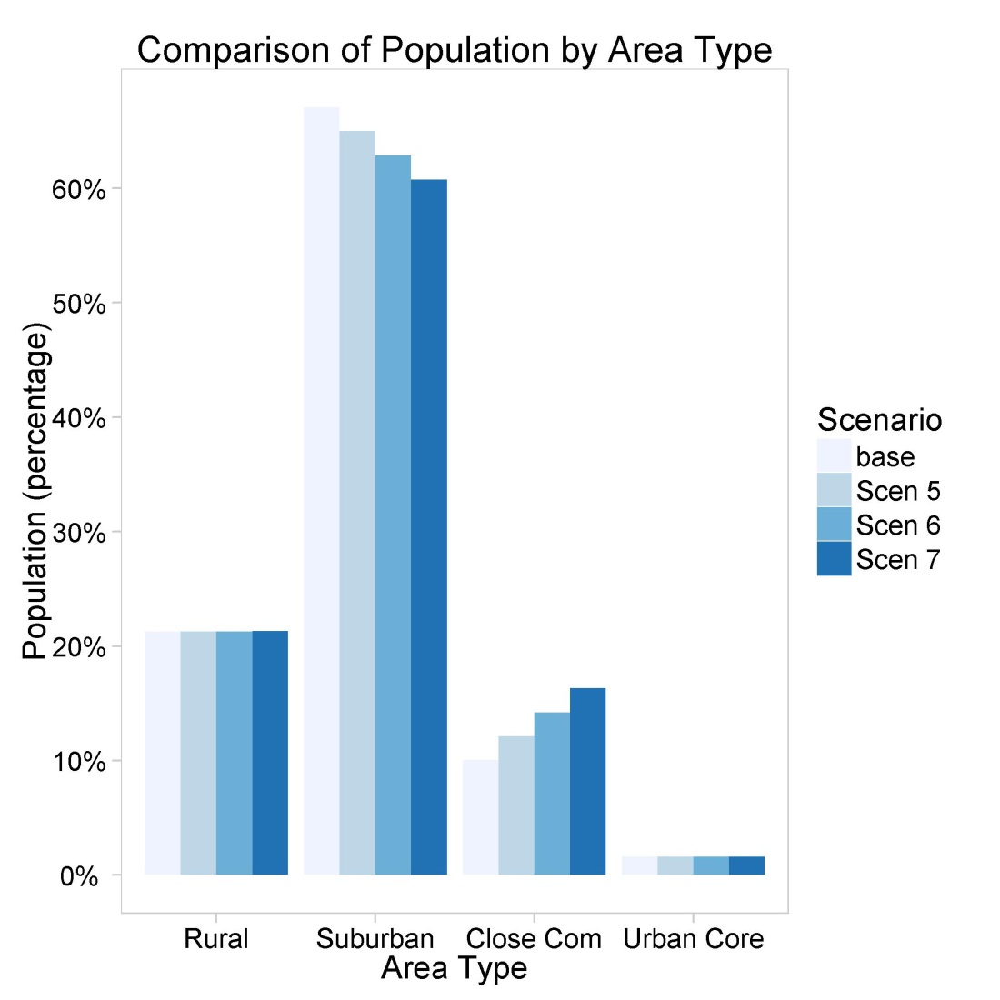 Comparison of Population by Area Type
60%
50%
40%
30%
20%
10%
0%
Population (percentage)
Rural
Suburban
Close Com
Urban Core
Area Type
Scenario
base
Scen 5
Scen 6
Scen 7